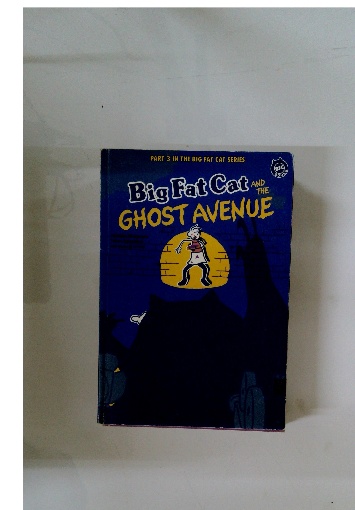 PART 3 IN THE BIG FAT CAT SERIES
Big Fat Cat AND THE
GHOST AVENUE